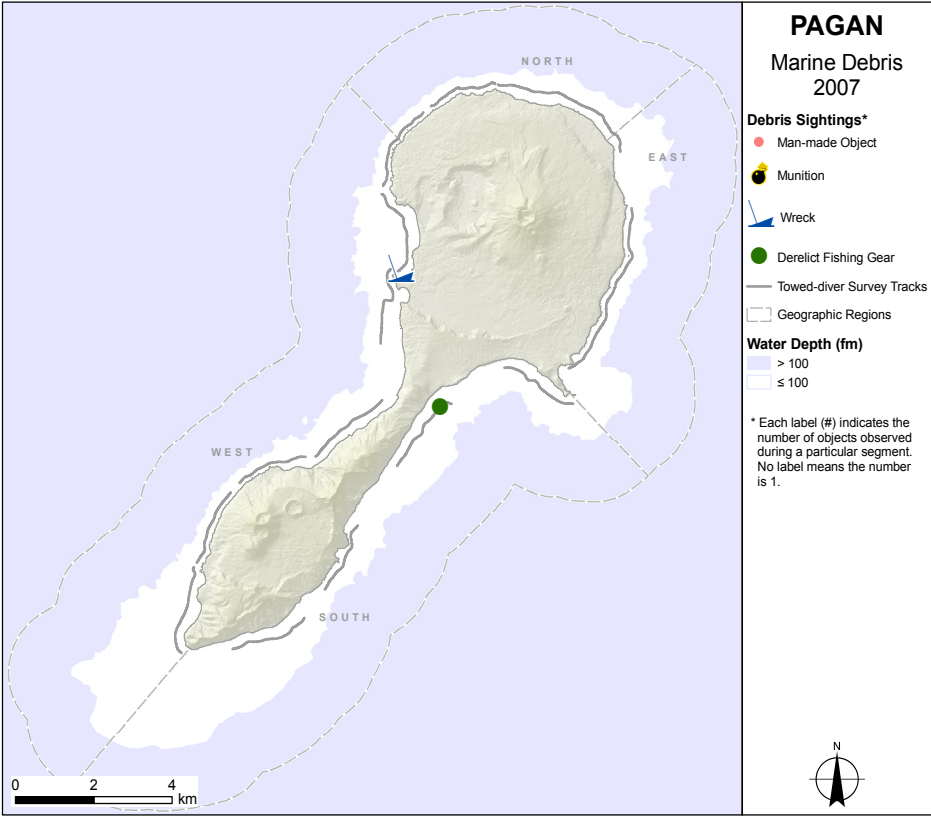 PAGAN
Marine Debris
2007
Debris Sightings*
Man-made Object
Munition
Wreck
Derelict Fishing Gear
Towed-diver Survey Tracks
Geographic Regions
Water Depth (fm)
> 100
≤ 100
* Each label (#) indicates the
number of objects observed
during a particular segment.
No label means the number
is 1.
NORTH
EAST
WEST
SOUTH
0 2 4
km
N